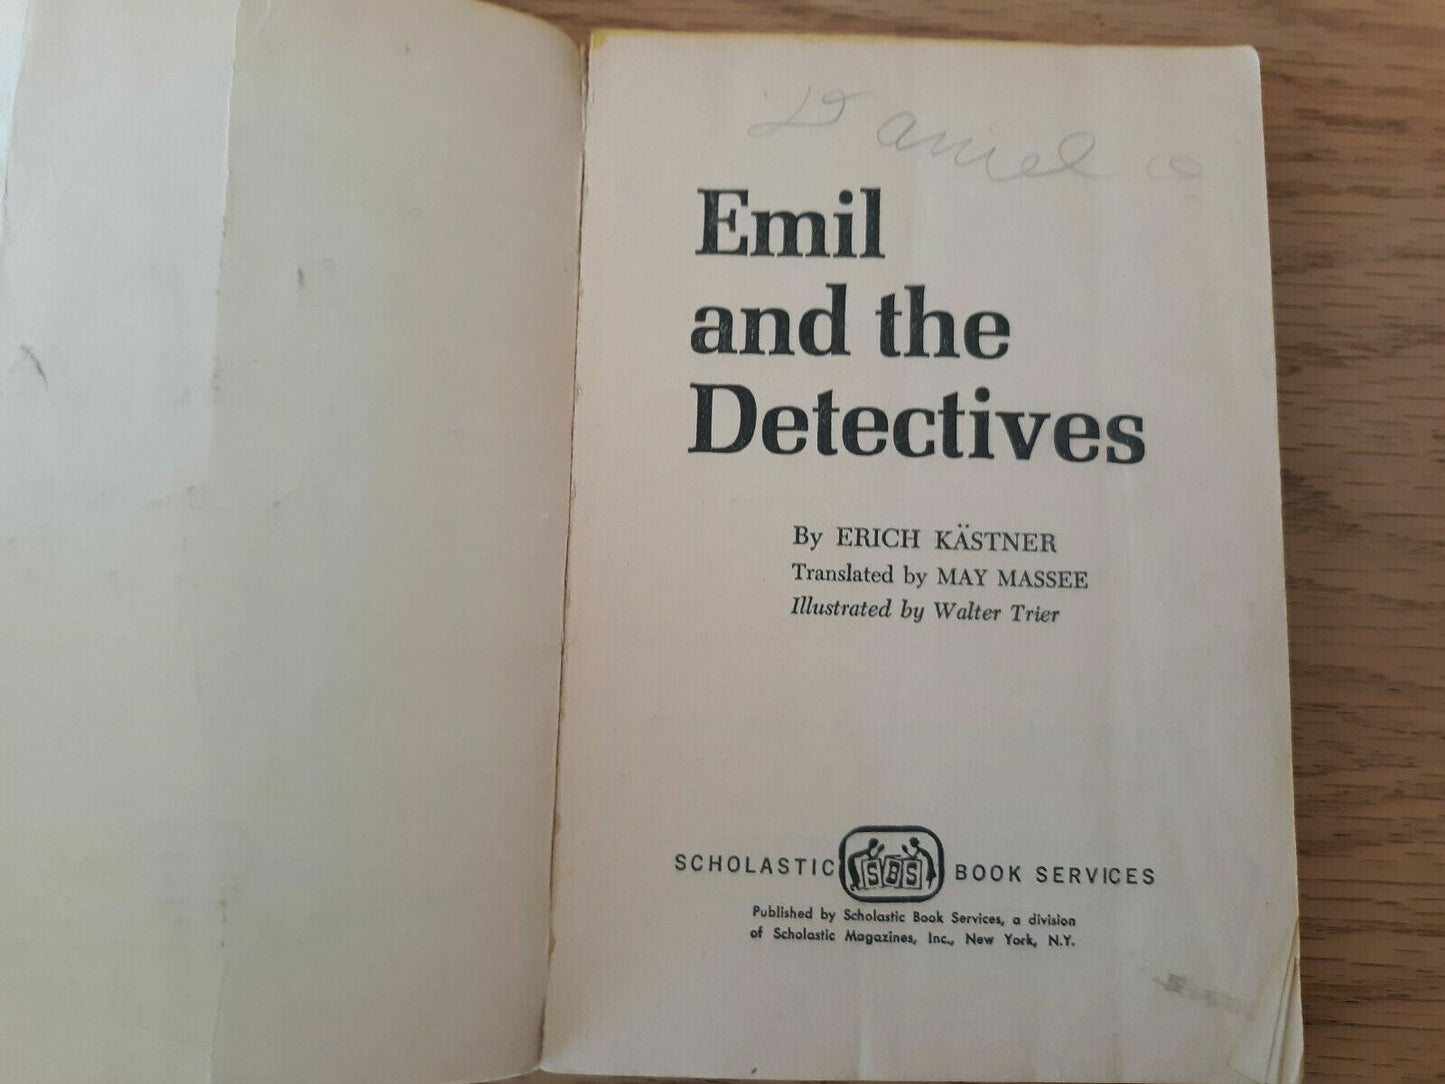 Daniel
Emil
and the
Detectives
By ERICH KÄSTNER
Translated by MAY MASSEE
Illustrated by Walter Trier
SCHOLASTIC SBS BOOK SERVICES
Published by Scholastic Book Services, a division
of Scholastic Magazines, Inc., New York, N.Y.